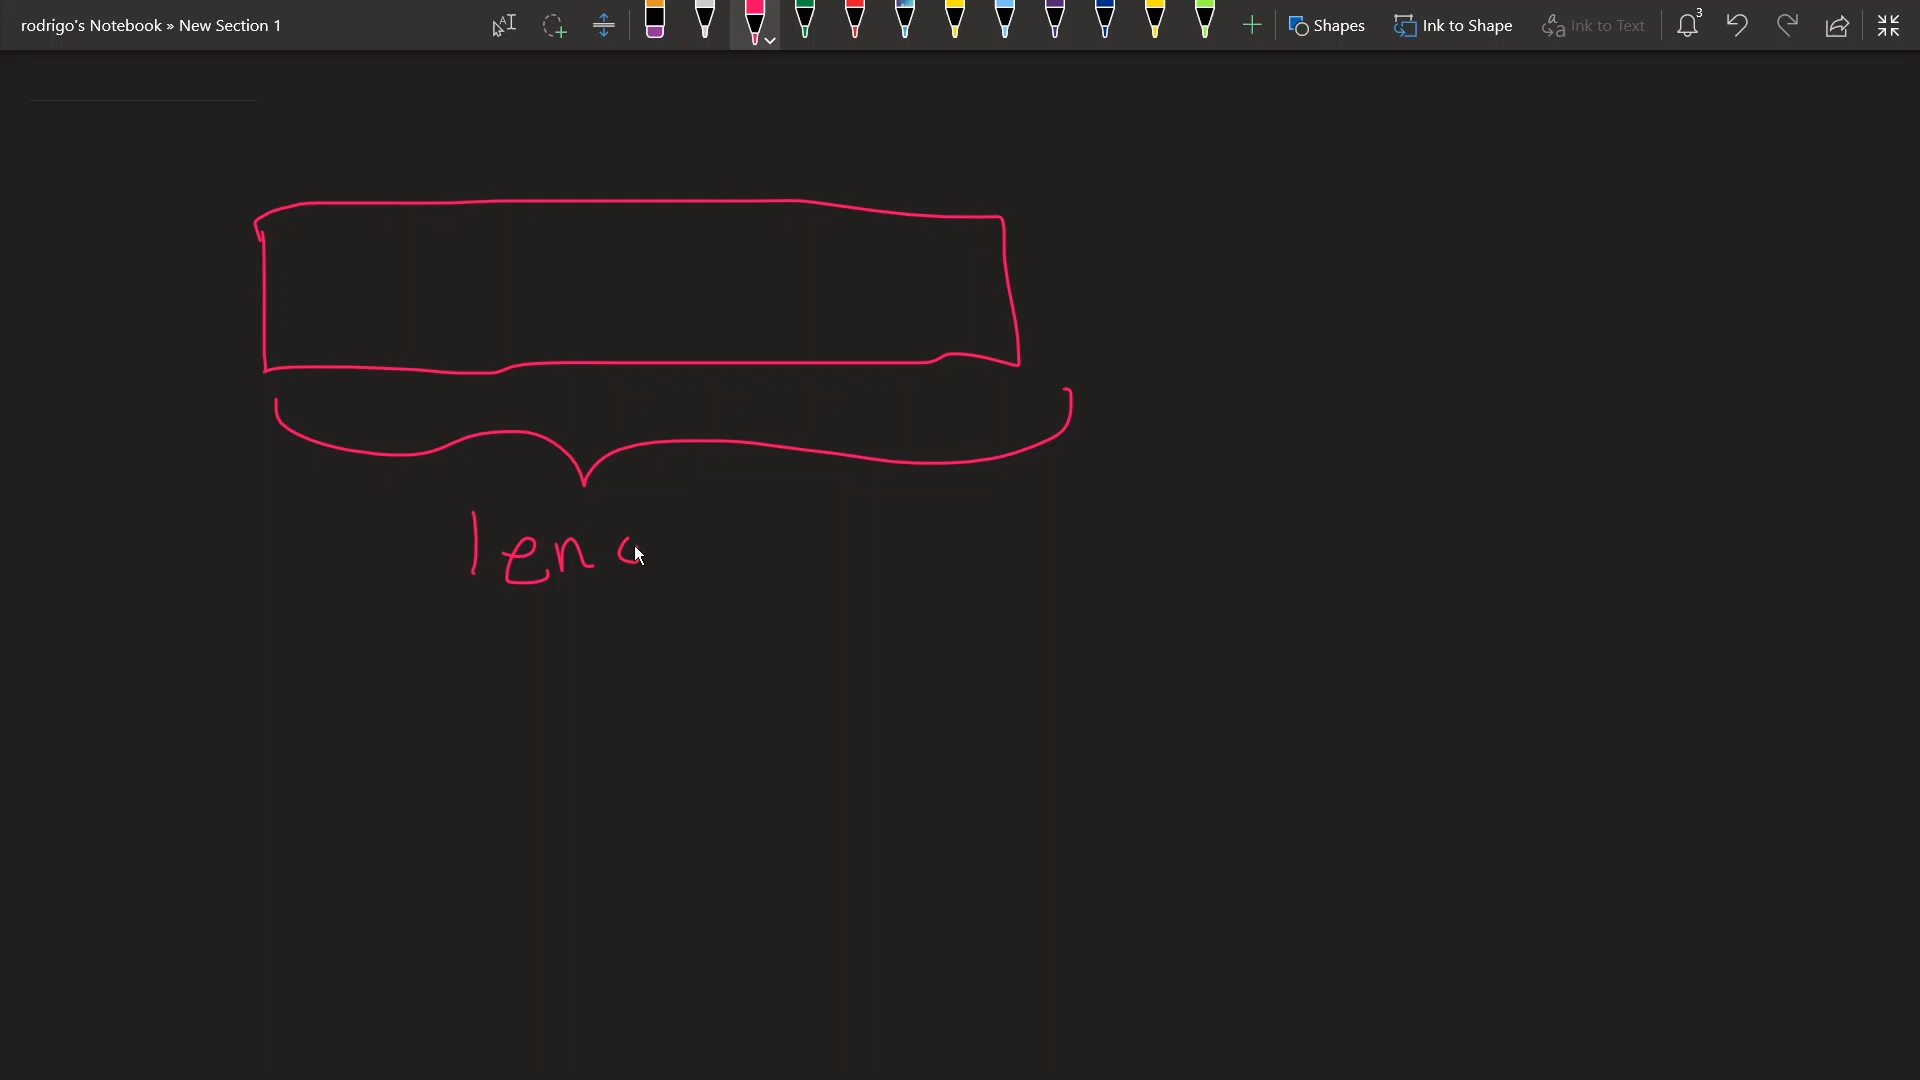 rodrigo's Notebook » New Section 1
Shapes
Ink to Shape
Ink to Text
3
len